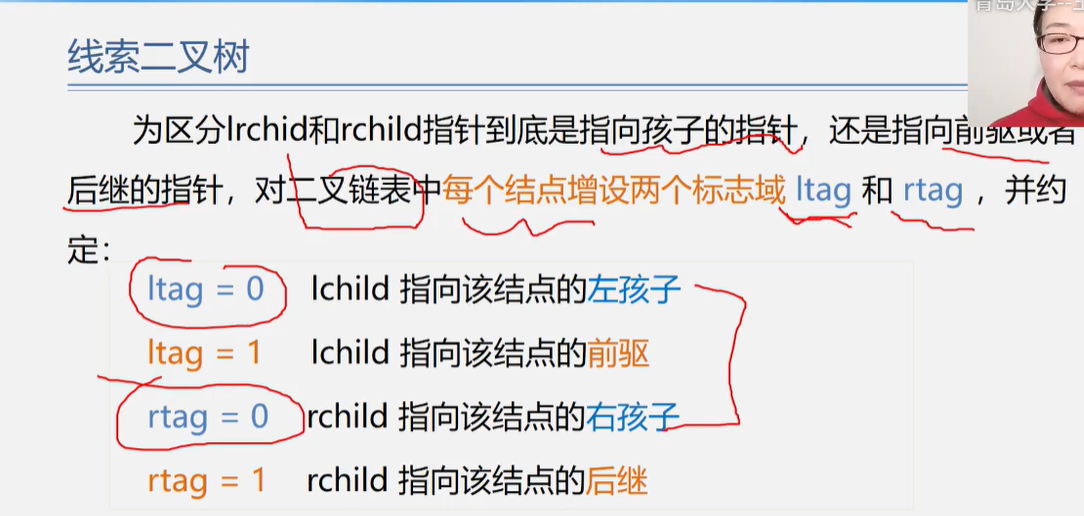 青岛大学--王
线索二叉树
为区分lrchid和rchild指针到底是指向孩子的指针，还是指向前驱或者
后继的指针，对二叉链表中每个结点增设两个标志域 ltag 和 rtag ，并约
定：
ltag = 0 lchild 指向该结点的左孩子
ltag = 1 lchild 指向该结点的前驱
rtag = 0 rchild 指向该结点的右孩子
rtag = 1 rchild 指向该结点的后继